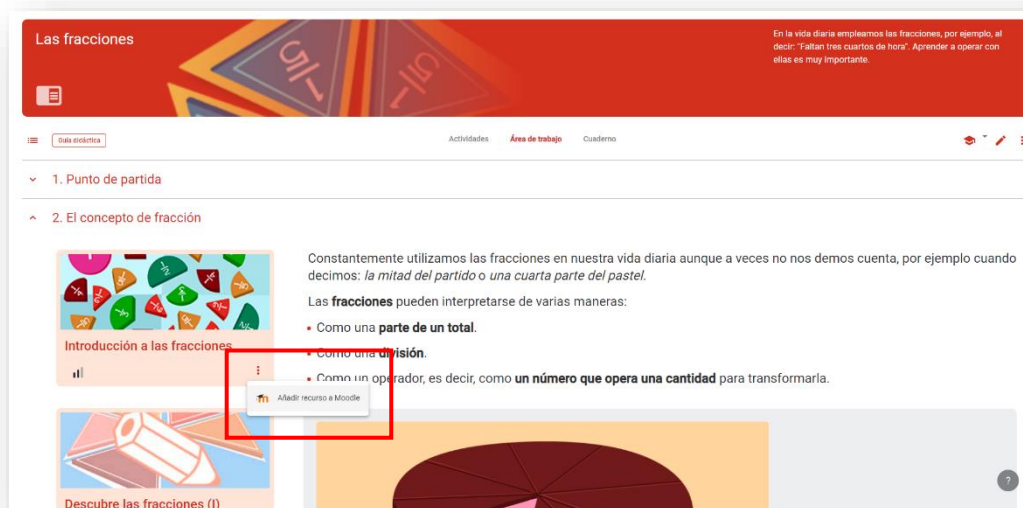 Las fracciones
En la vida diaria empleamos las fracciones, por ejemplo, al
decir: "Faltan tres cuartos de hora". Aprender a operar con
ellas es muy importante.
Guía didáctica
Actividades Área de trabajo Cuaderno
1. Punto de partida
2. El concepto de fracción
Introducción a las fracciones
Constantemente utilizamos las fracciones en nuestra vida diaria aunque a veces no nos demos cuenta, por ejemplo cuando
decimos: la mitad del partido o una cuarta parte del pastel.
Las fracciones pueden interpretarse de varias maneras:
• Como una parte de un total.
• Como una división.
• Como un operador, es decir, como un número que opera una cantidad para transformarla.
Añadir recurso a Moodle
Descubre las fracciones (I)
?